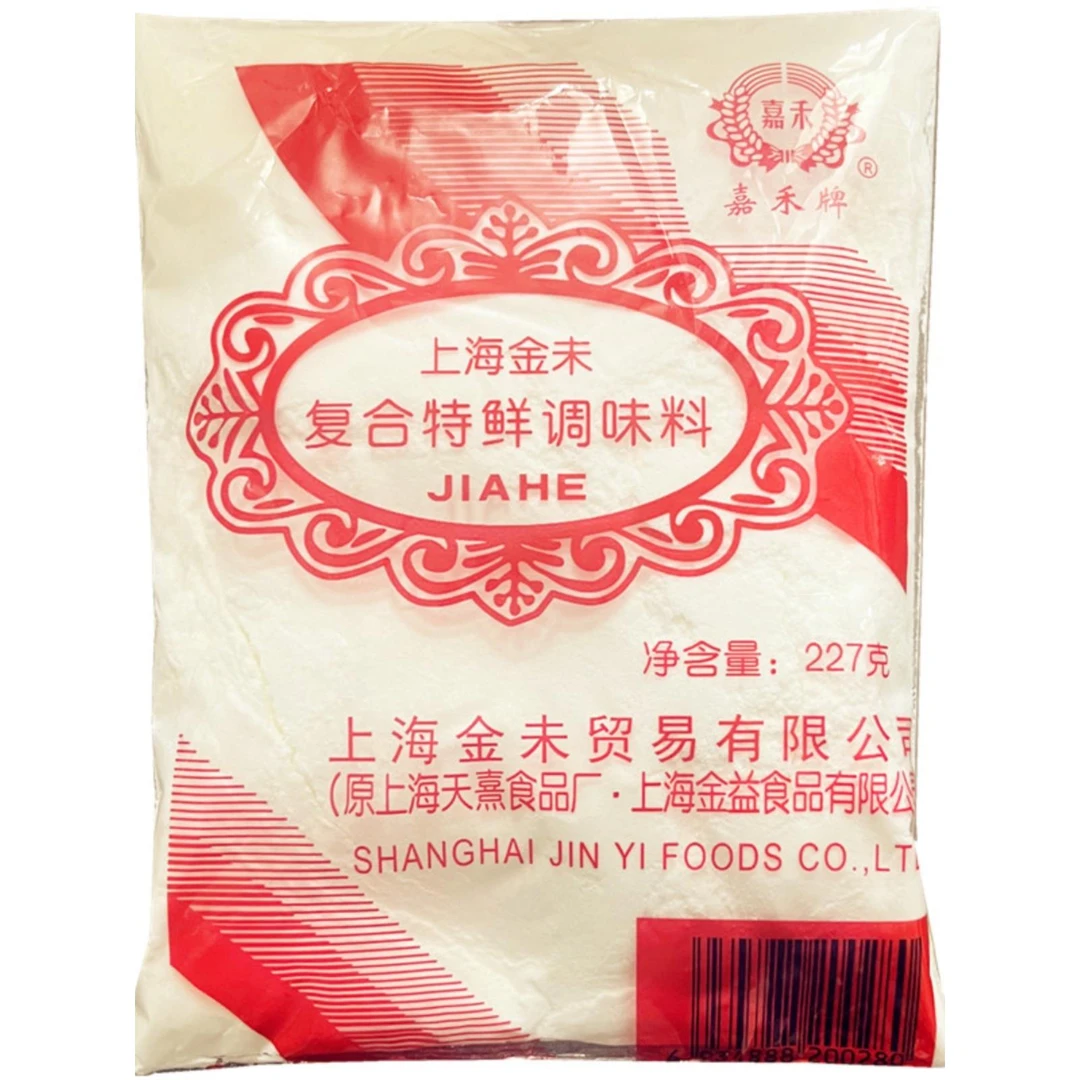 嘉禾
®
嘉禾牌
上海金未
复合特鲜调味料
JIAHE
净含量：227克
上海金未贸易有限公司
(原上海天熹食品厂·上海金益食品有限公
SHANGHAI JIN YI FOODS CO.,LT
200280